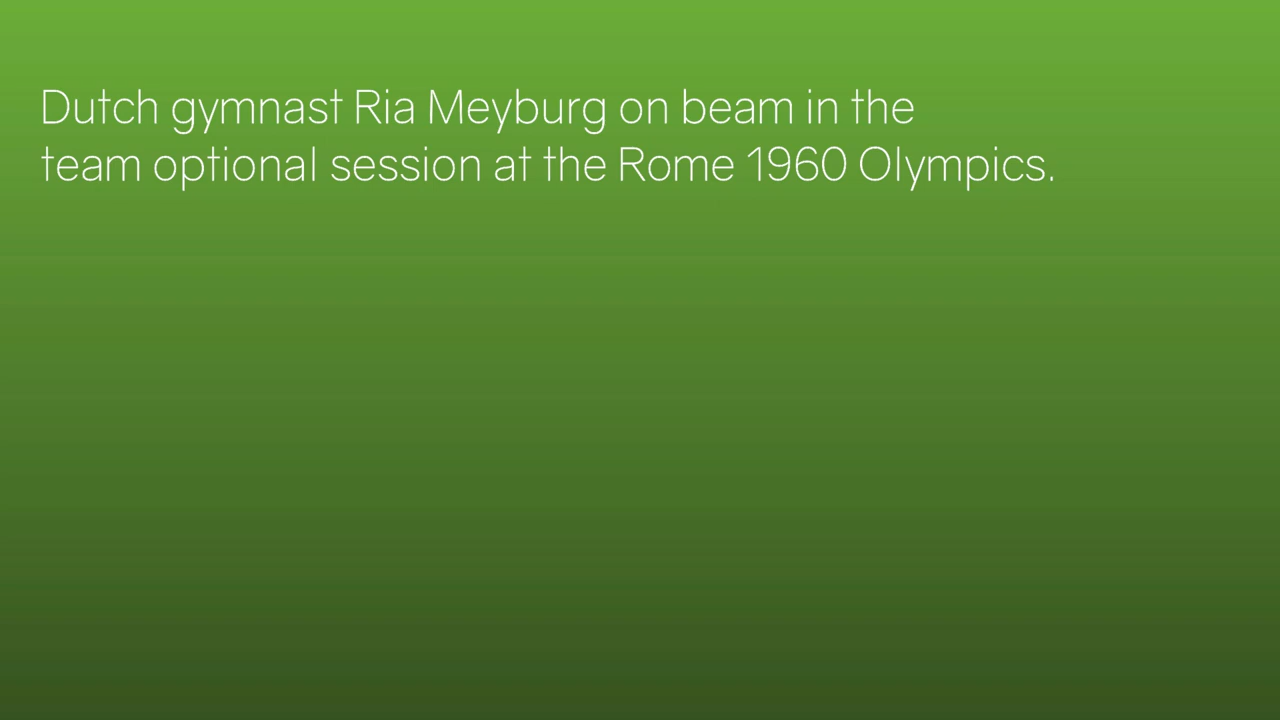 Dutch gymnast Ria Meyburg on beam in the
team optional session at the Rome 1960 Olympics.